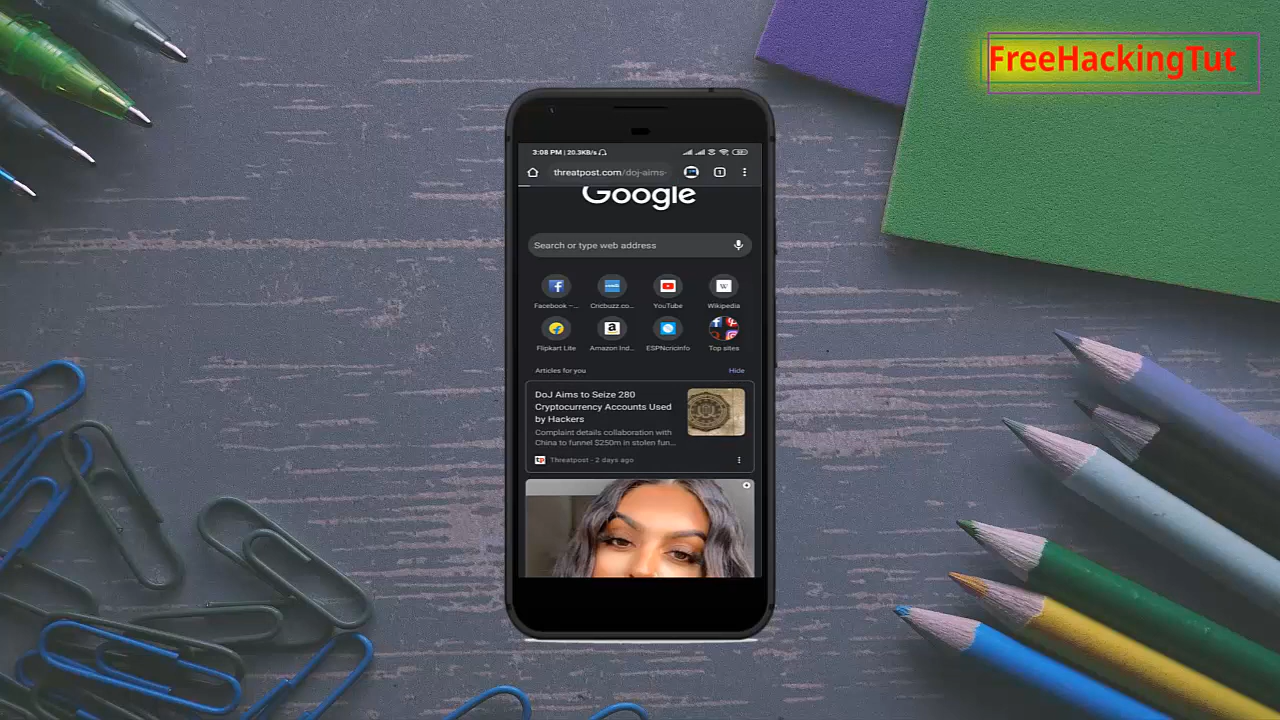 FreeHackingTut
3:08 PM | 20.3KB/s
threatpost.com/doj-aims-
1
Google
Search or type web address
Facebook – ...
Cricbuzz.co...
YouTube
Wikipedia
Flipkart Lite
Amazon Ind...
ESPNcricinfo
Top sites
Articles for you
Hide
DoJ Aims to Seize 280
Cryptocurrency Accounts Used
by Hackers
Complaint details collaboration with
China to funnel $250m in stolen fun...
Threatpost - 2 days ago